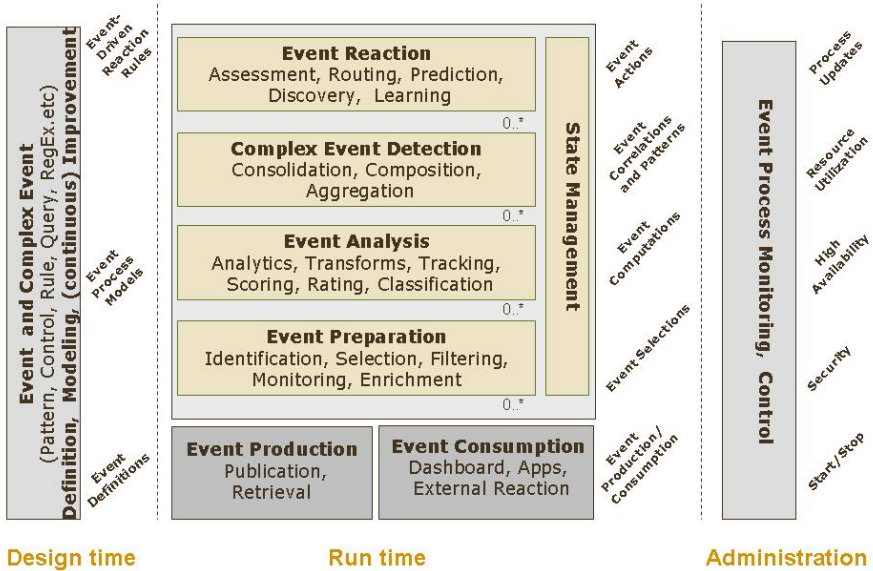 Event and Complex Event
(Pattern, Control, Rule, Query, RegEx.etc)
Definition, Modeling, (continuous) Improvement
Event-
Driven
Reaction
Rules
Event
Process
Models
Event
Definitions
Event Reaction
Assessment, Routing, Prediction,
Discovery, Learning
0..*
Complex Event Detection
Consolidation, Composition,
Aggregation
0..*
Event Analysis
Analytics, Transforms, Tracking,
Scoring, Rating, Classification
0..*
Event Preparation
Identification, Selection, Filtering,
Monitoring, Enrichment
0..*
State Management
Event Production
Publication,
Retrieval
Event Consumption
Dashboard, Apps,
External Reaction
Event
Actions
Event
Correlations
and Patterns
Event
Computations
Event Selections
Event
Production/
Consumption
Event Process Monitoring, Control
Process
Updates
Resource
Utilization
High
Availability
Security
Start/Stop
Design time
Run time
Administration